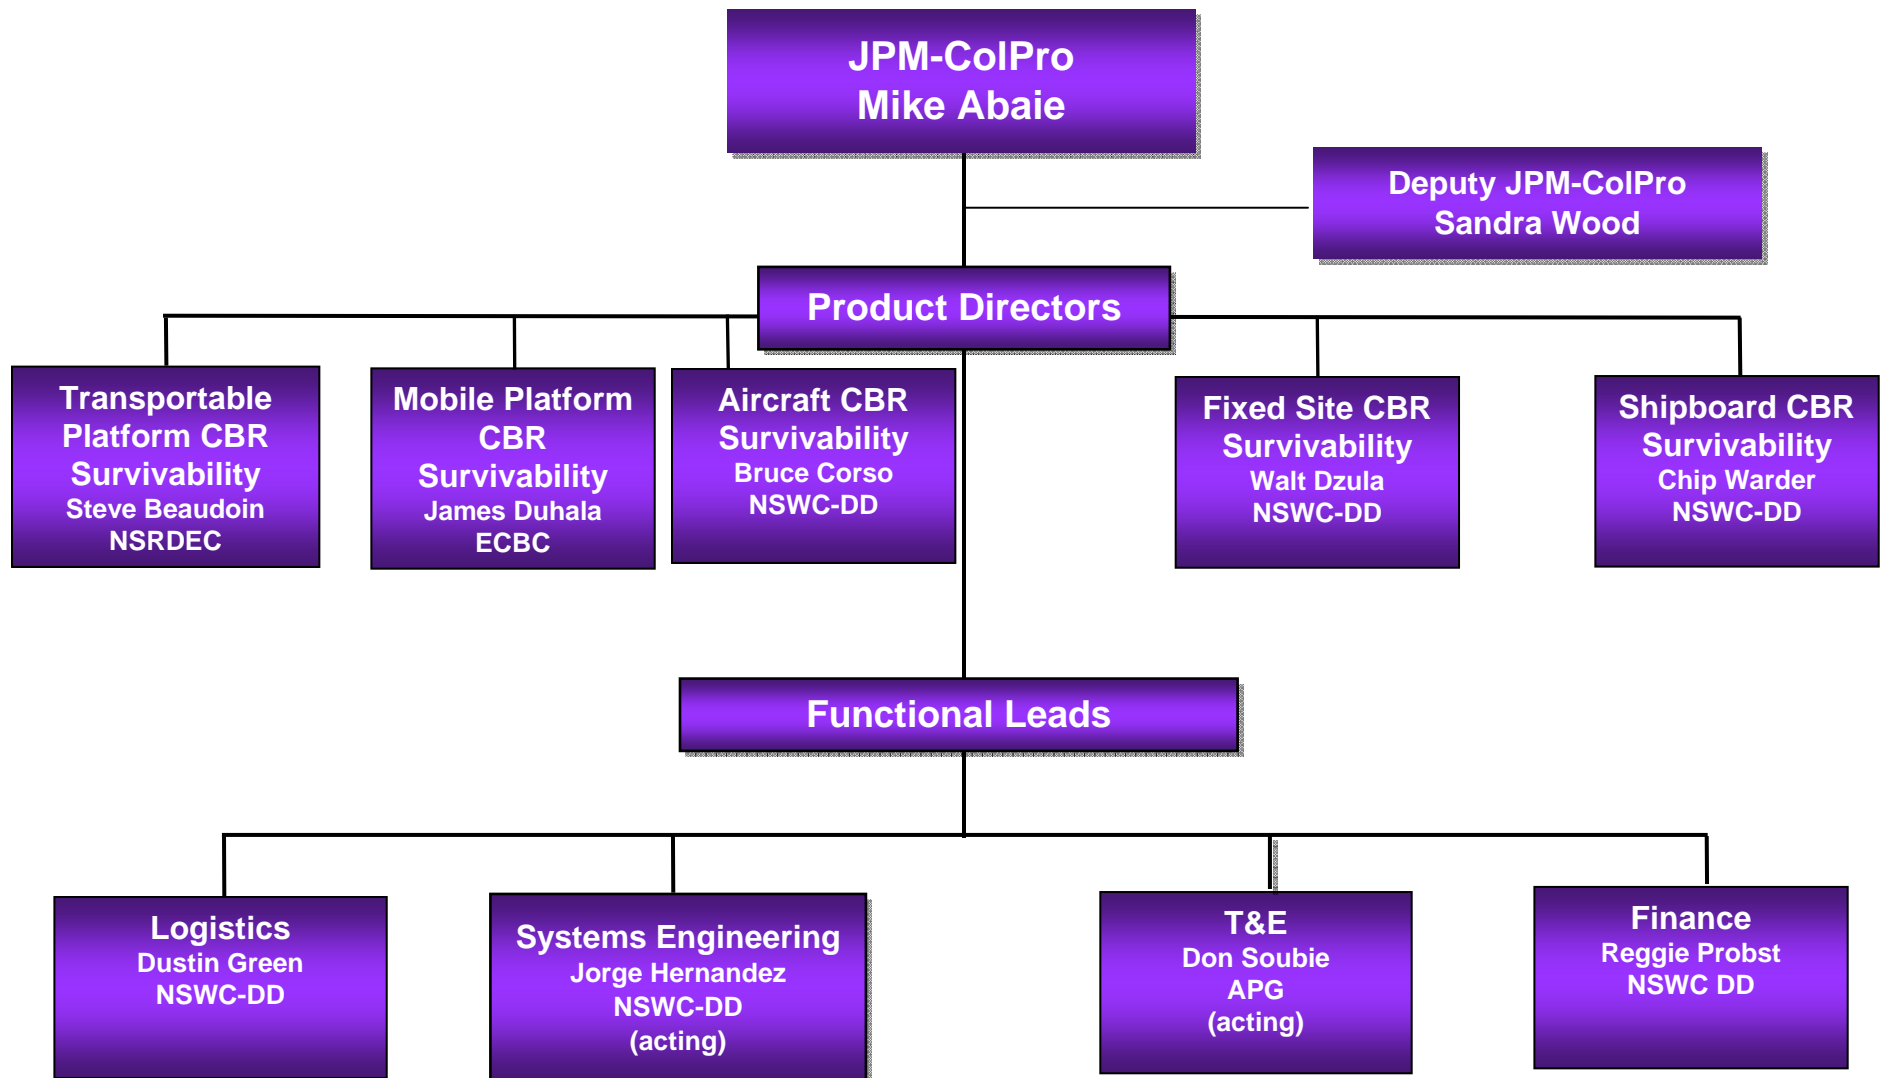 JPM-ColPro
Mike Abaie
Deputy JPM-ColPro
Sandra Wood
Product Directors
Transportable
Platform CBR
Survivability
Steve Beaudoin
NSRDEC
Mobile Platform
CBR
Survivability
James Duhala
ECBC
Aircraft CBR
Survivability
Bruce Corso
NSWC-DD
Fixed Site CBR
Survivability
Walt Dzula
NSWC-DD
Shipboard CBR
Survivability
Chip Warder
NSWC-DD
Functional Leads
Logistics
Dustin Green
NSWC-DD
Systems Engineering
Jorge Hernandez
NSWC-DD
(acting)
T&E
Don Soubie
APG
(acting)
Finance
Reggie Probst
NSWC DD